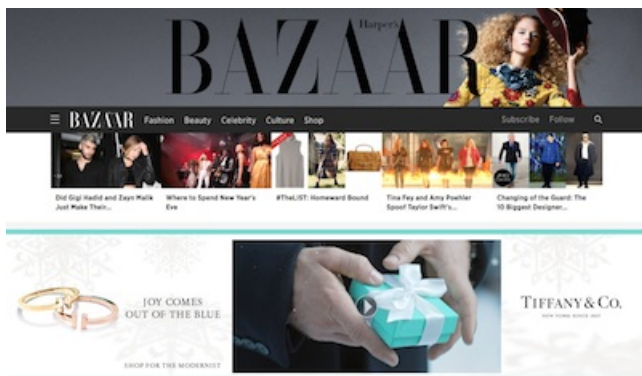 Harper's
BAZAAR
BAZAAR Fashion Beauty Celebrity Culture Shop Subscribe Follow
Did Gigi Hadid and Zayn Malik
Just Make Their...
Where to Spend New Year's
Eve
#TheLIST: Homeward Bound
Tina Fey and Amy Poehler
Spoof Taylor Swift's...
Changing of the Guard: The
10 Biggest Designer...
JOY COMES
OUT OF THE BLUE
SHOP FOR THE MODERNIST
TIFFANY & CO.
NEW YORK SINCE 1837